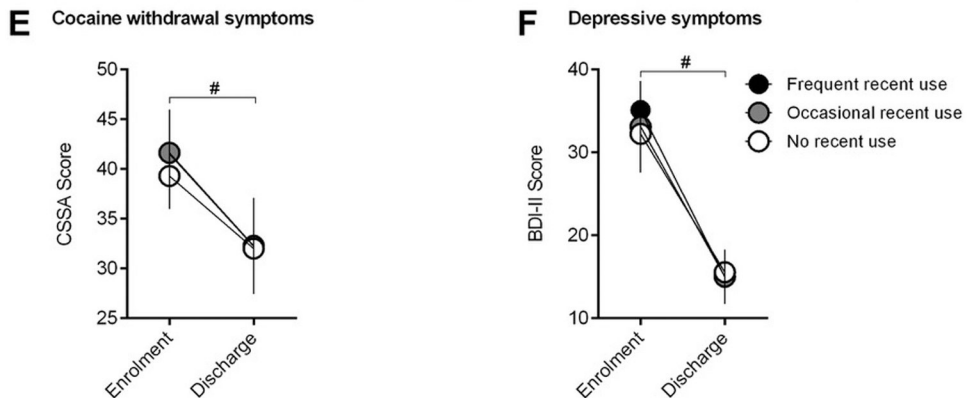 E Cocaine withdrawal symptoms
50
45
40
35
30
25
CSSA Score
#
Enrolment
Discharge
F Depressive symptoms
40
30
20
10
BDI-II Score
#
Enrolment
Discharge
Frequent recent use
Occasional recent use
No recent use